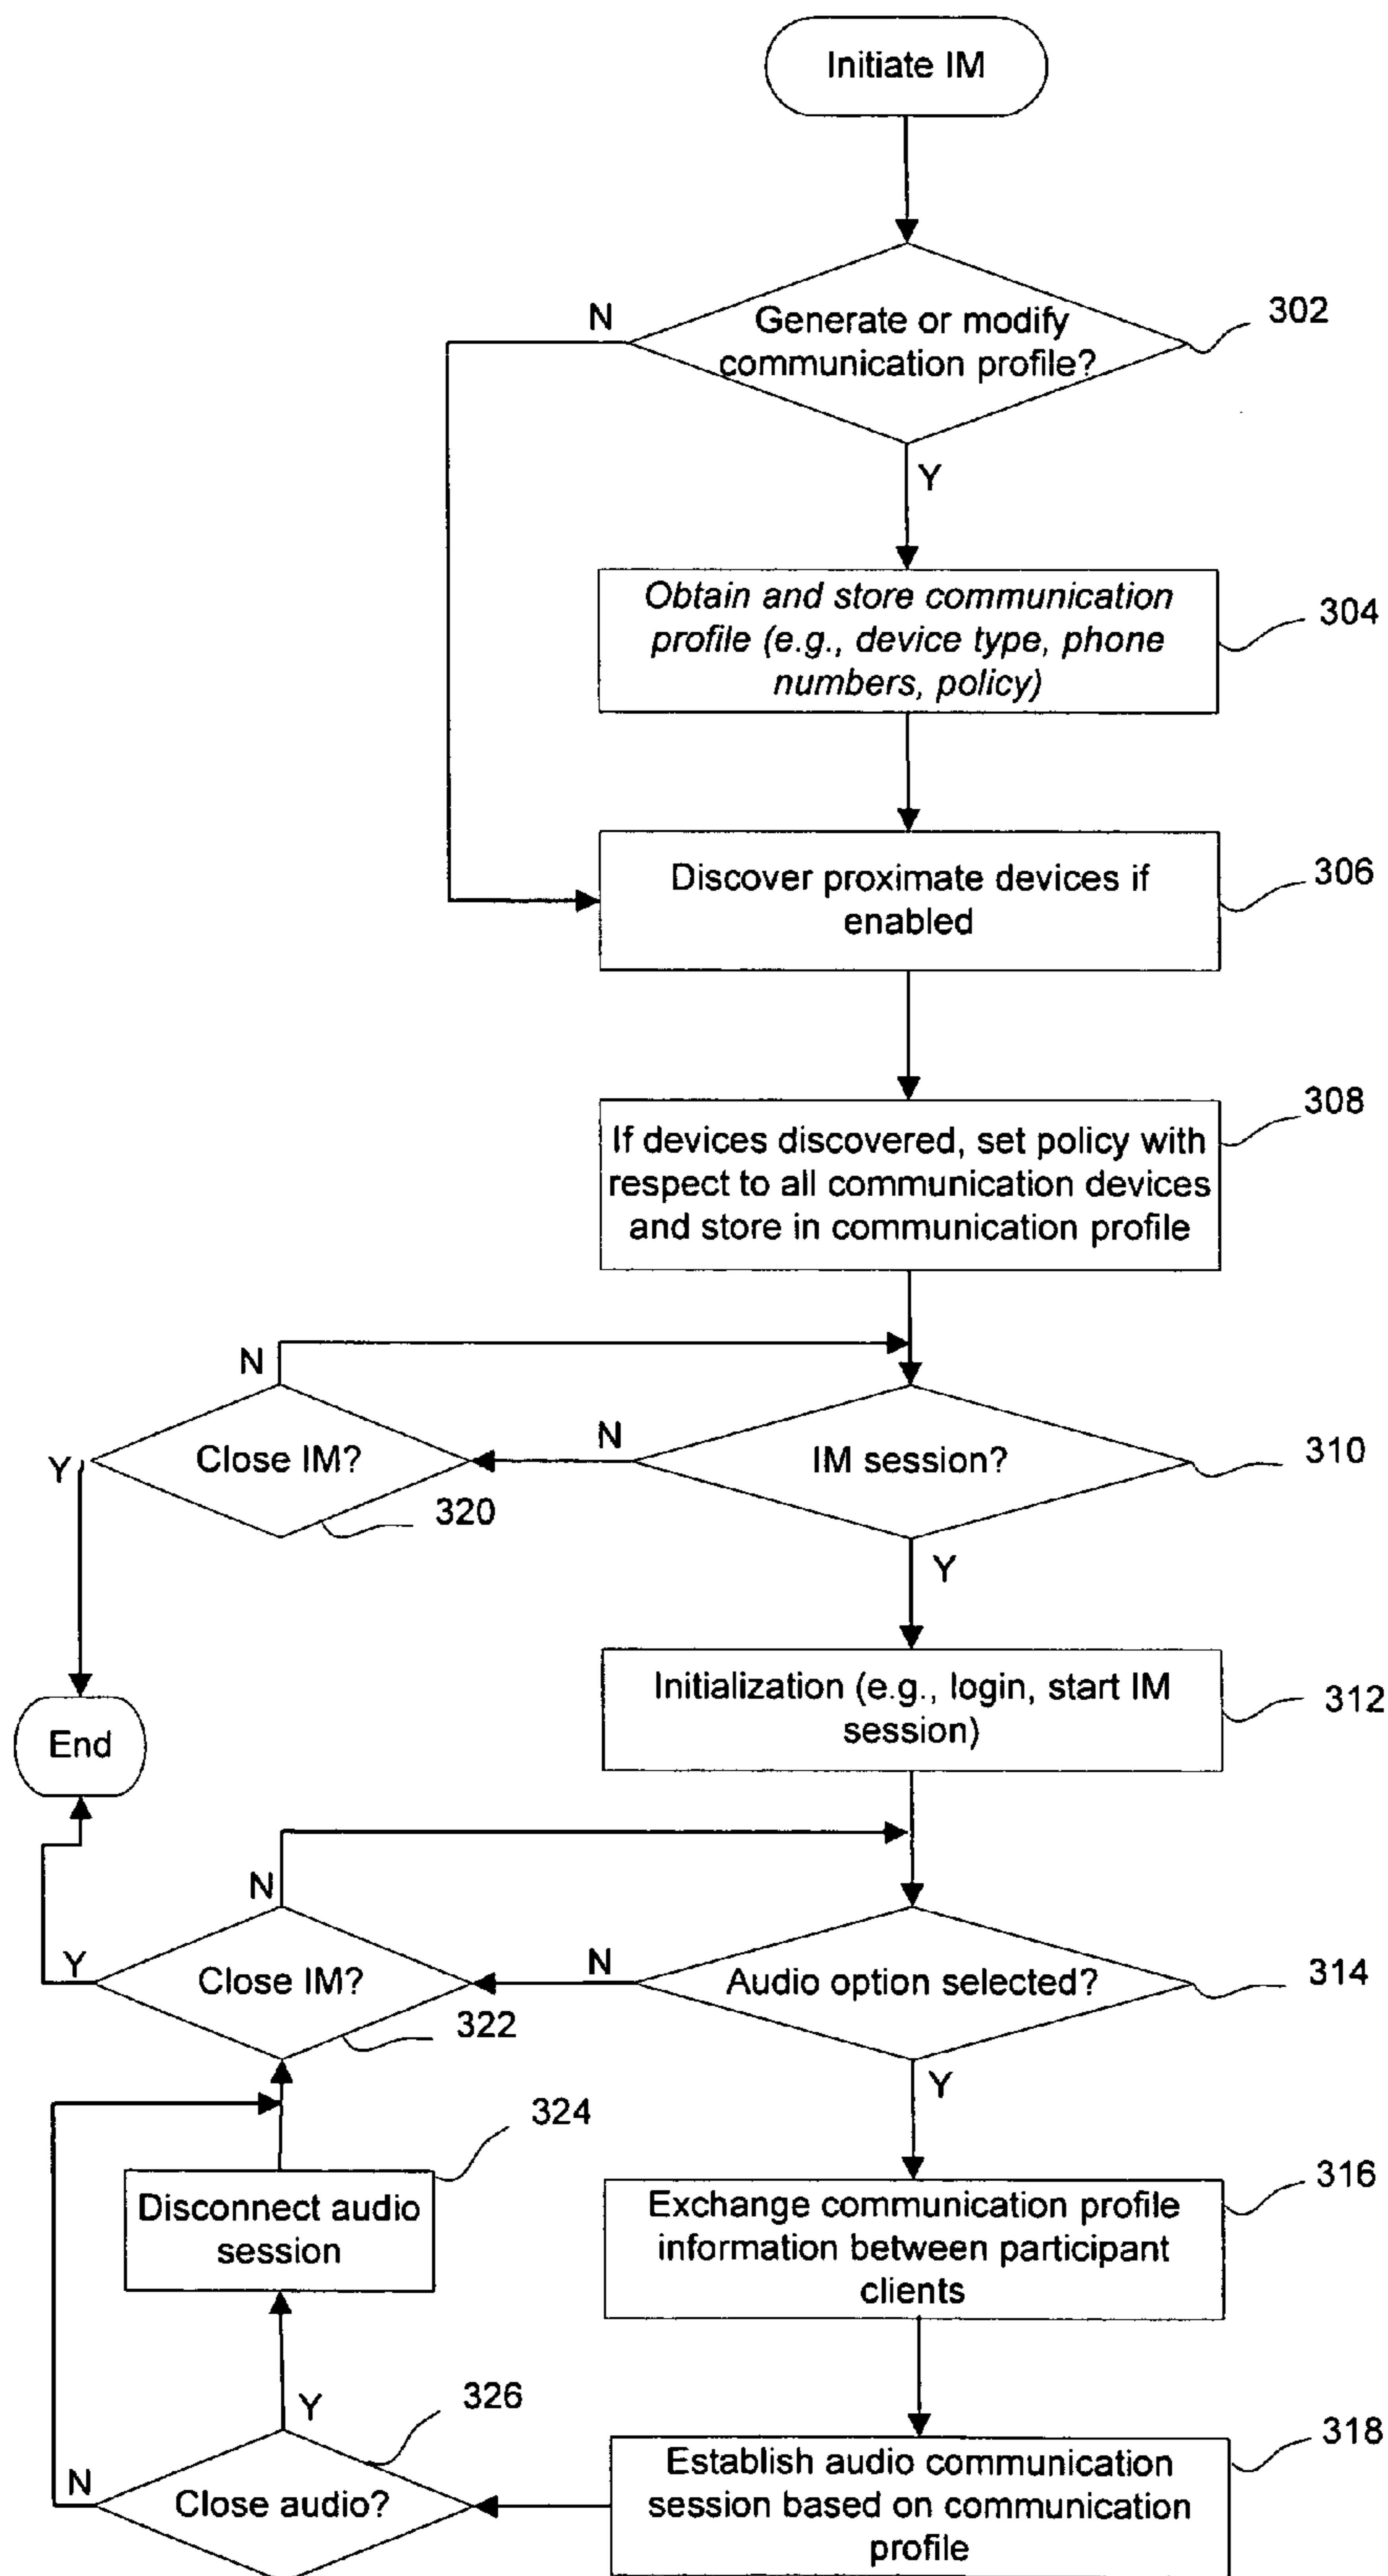 Initiate IM
Generate or modify
communication profile?
302
N
Y
Obtain and store communication
profile (e.g., device type, phone
numbers, policy)
304
Discover proximate devices if
enabled
306
If devices discovered, set policy with
respect to all communication devices
and store in communication profile
308
N
Close IM?
Y
320
N
IM session?
310
Y
Initialization (e.g., login, start IM
session)
312
End
N
Close IM?
Y
322
N
Audio option selected?
314
Y
Exchange communication profile
information between participant
clients
316
Disconnect audio
session
324
Establish audio communication
session based on communication
profile
318
Y
326
N
Close audio?